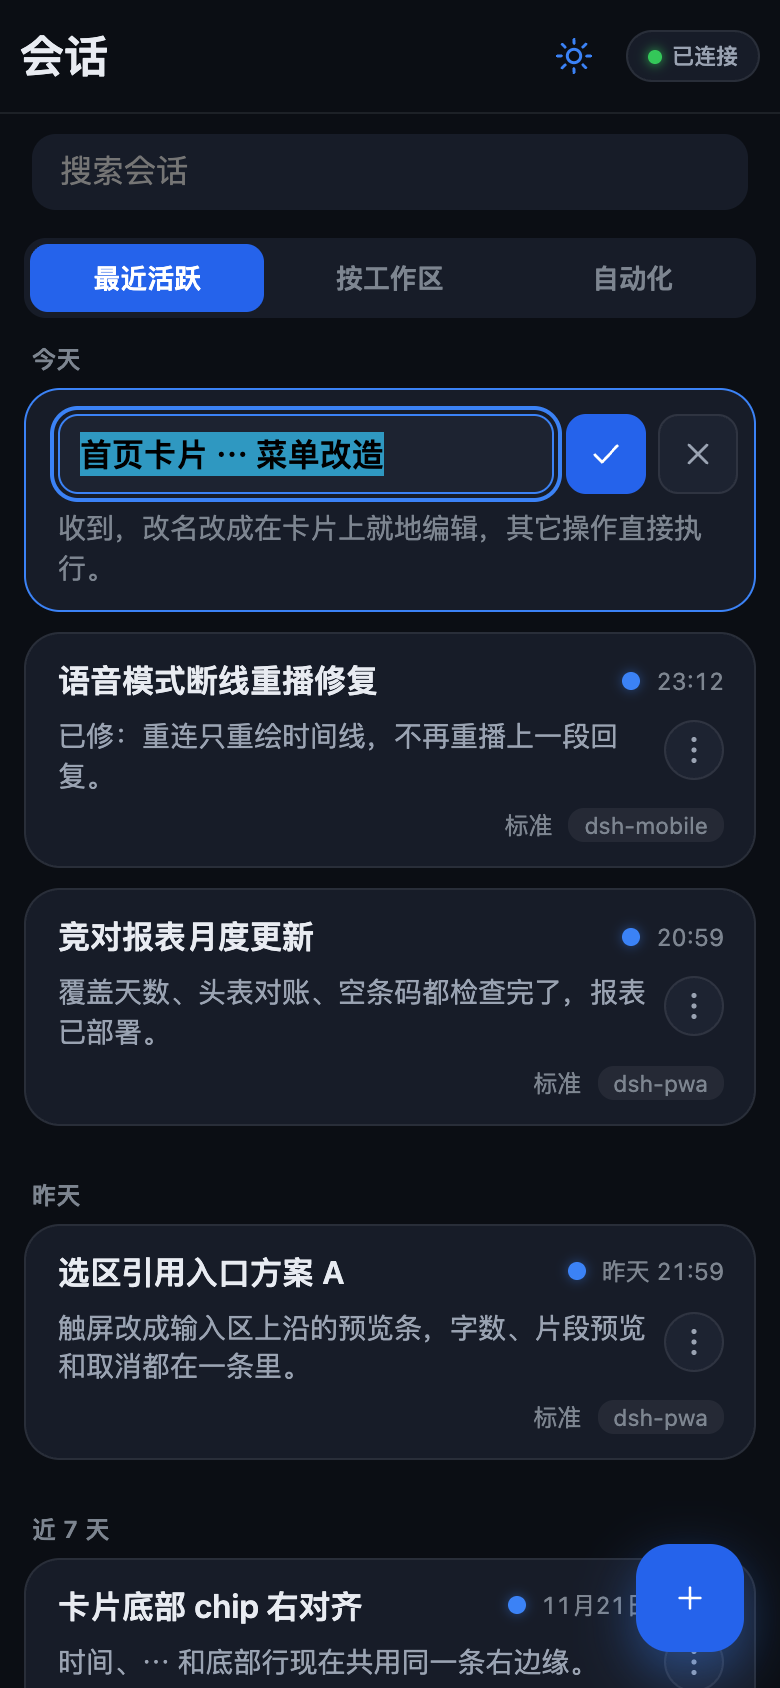 会话
已连接
搜索会话
最近活跃
按工作区
自动化
今天
首页卡片 ··· 菜单改造
收到，改名改成在卡片上就地编辑，其它操作直接执
行。
语音模式断线重播修复
23:12
已修：重连只重绘时间线，不再重播上一段回
复。
标准 dsh-mobile
竞对报表月度更新
20:59
覆盖天数、头表对账、空条码都检查完了，报表
已部署。
标准 dsh-pwa
昨天
选区引用入口方案 A
昨天 21:59
触屏改成输入区上沿的预览条，字数、片段预览
和取消都在一条里。
标准 dsh-pwa
近 7 天
卡片底部 chip 右对齐
11月21
时间、··· 和底部行现在共用同一条右边缘。